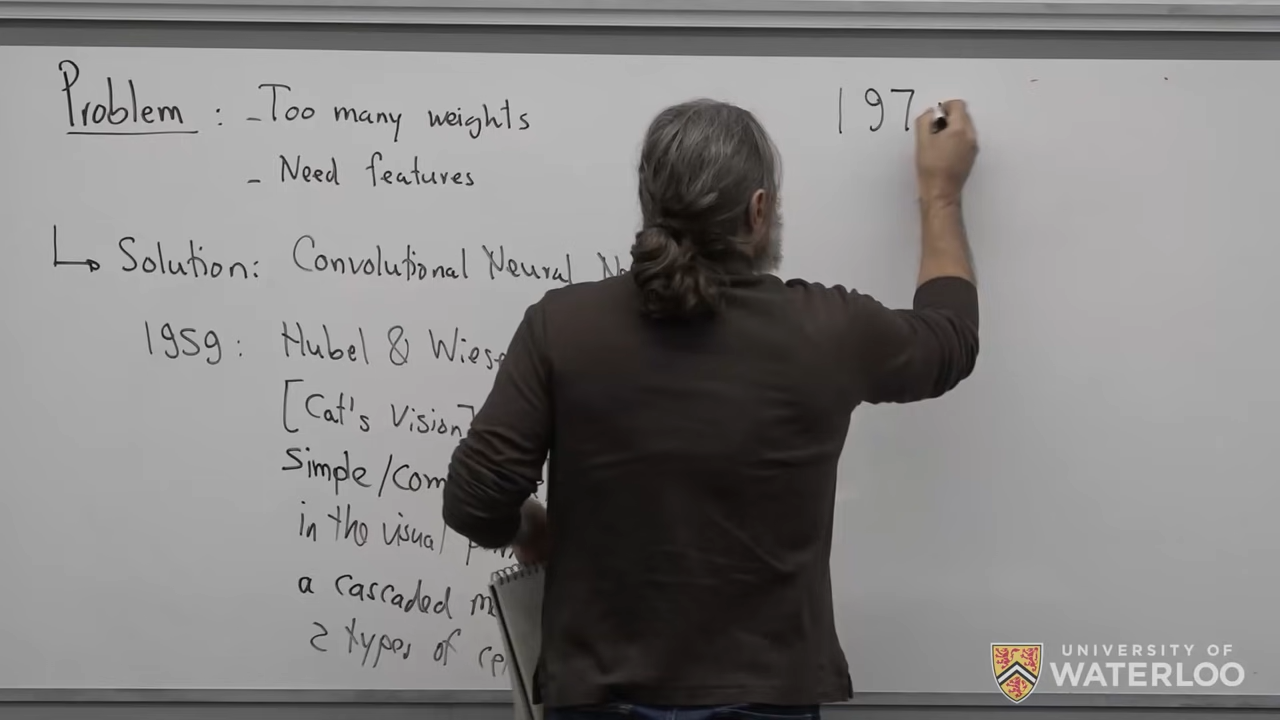 Problem : - Too many weights
- Need features
↳ Solution: Convolutional Neural
1959: Hubel & Wiese
[Cat's Vision]
Simple/com
in the visual
a cascaded m
2 types of ce
197
UNIVERSITY OF
WATERLOO